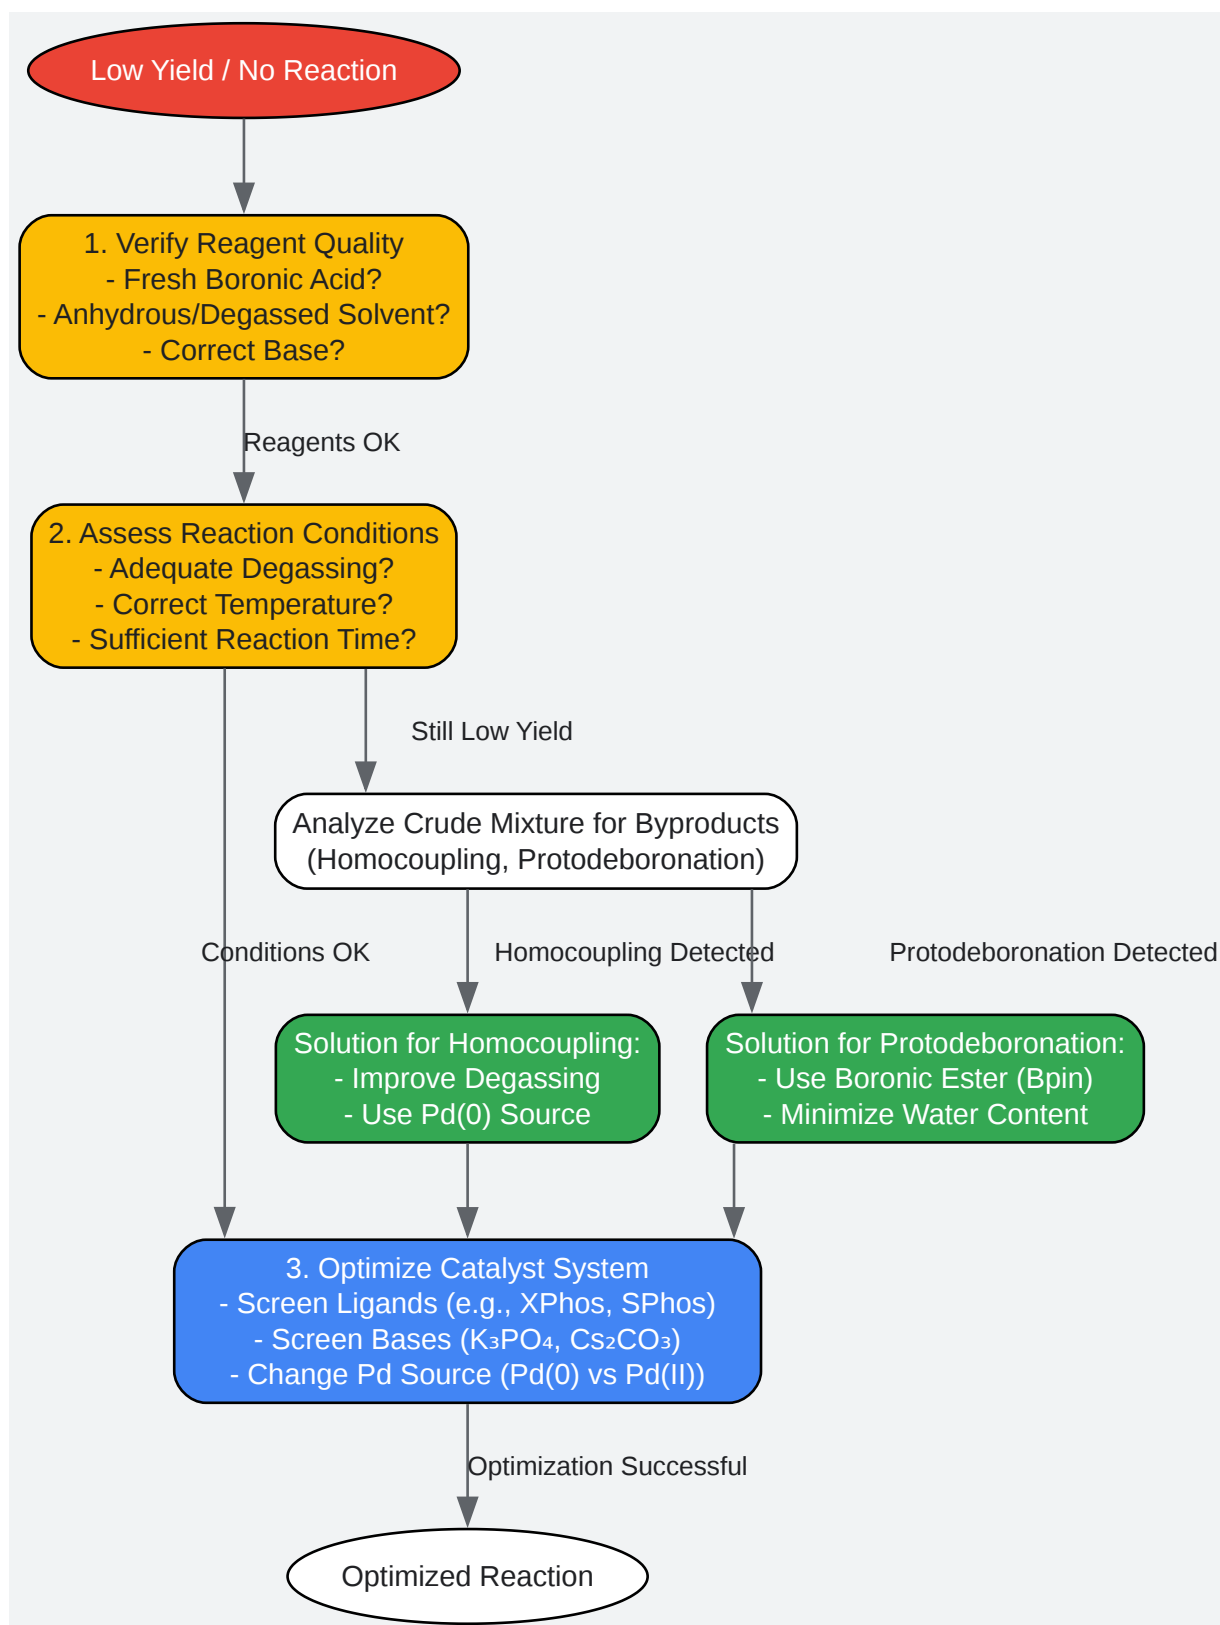 Low Yield / No Reaction
1. Verify Reagent Quality
- Fresh Boronic Acid?
- Anhydrous/Degassed Solvent?
- Correct Base?
Reagents OK
2. Assess Reaction Conditions
- Adequate Degassing?
- Correct Temperature?
- Sufficient Reaction Time?
Still Low Yield
Analyze Crude Mixture for Byproducts
(Homocoupling, Protodeboronation)
Conditions OK
Homocoupling Detected
Protodeboronation Detected
Solution for Homocoupling:
- Improve Degassing
- Use Pd(0) Source
Solution for Protodeboronation:
- Use Boronic Ester (Bpin)
- Minimize Water Content
3. Optimize Catalyst System
- Screen Ligands (e.g., XPhos, SPhos)
- Screen Bases (K₃PO₄, Cs₂CO₃)
- Change Pd Source (Pd(0) vs Pd(II))
Optimization Successful
Optimized Reaction